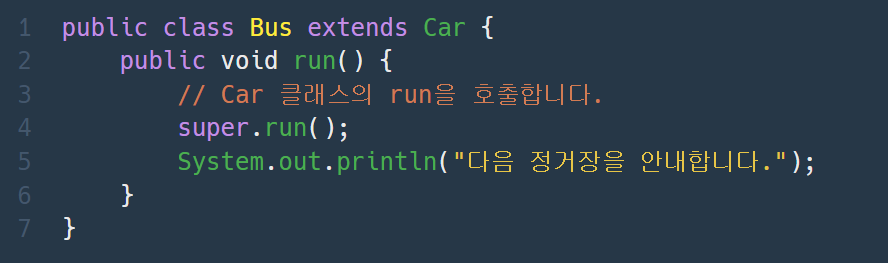 1 public class Bus extends Car {
2     public void run() {
3         // Car 클래스의 run을 호출합니다.
4         super.run();
5         System.out.println("다음 정거장을 안내합니다.");
6     }
7 }